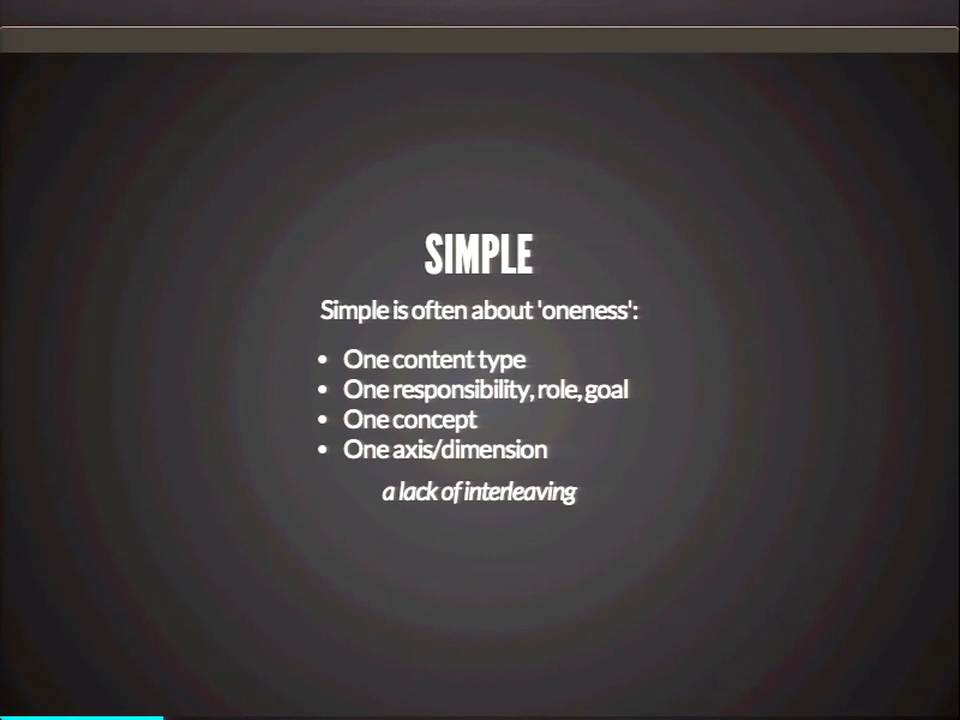 SIMPLE
Simple is often about 'oneness':
• One content type
• One responsibility, role, goal
• One concept
• One axis/dimension
a lack of interleaving